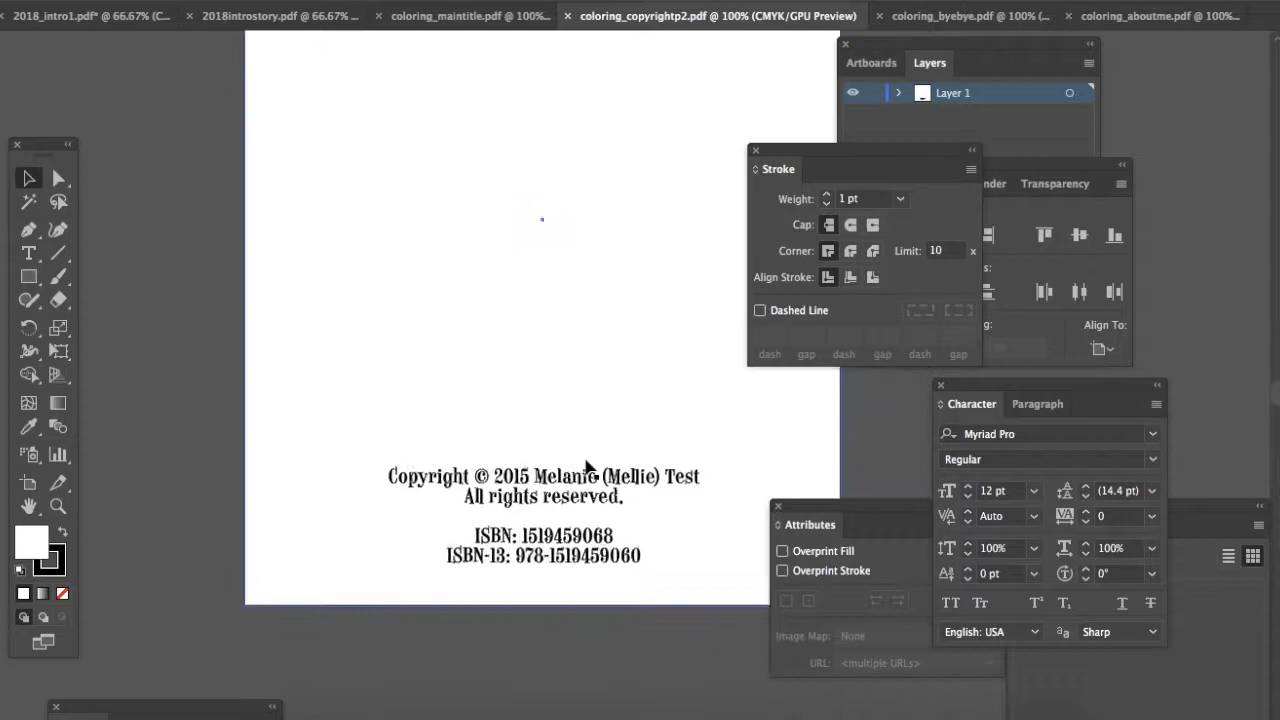 2018_intro1.pdf* @ 66.67% (C...
2018introstory.pdf @ 66.67% ...
coloring_maintitle.pdf @ 100%...
coloring_copyrightp2.pdf @ 100% (CMYK/GPU Preview)
coloring_byebye.pdf @ 100% (...
coloring_aboutme.pdf @ 100%...
Artboards
Layers
Layer 1
Stroke
Weight: 1 pt
Cap:
Corner:
Limit: 10 x
Align Stroke:
Dashed Line
dash gap dash gap dash gap
Transparency
Align To:
Character
Paragraph
Myriad Pro
Regular
12 pt
(14.4 pt)
Auto
0
100%
100%
0 pt
0°
English: USA
Sharp
Attributes
Overprint Fill
Overprint Stroke
Image Map: None
URL: <multiple URLs>
Copyright © 2015 Melanie (Mellie) Test
All rights reserved.
ISBN: 1519459068
ISBN-13: 978-1519459060